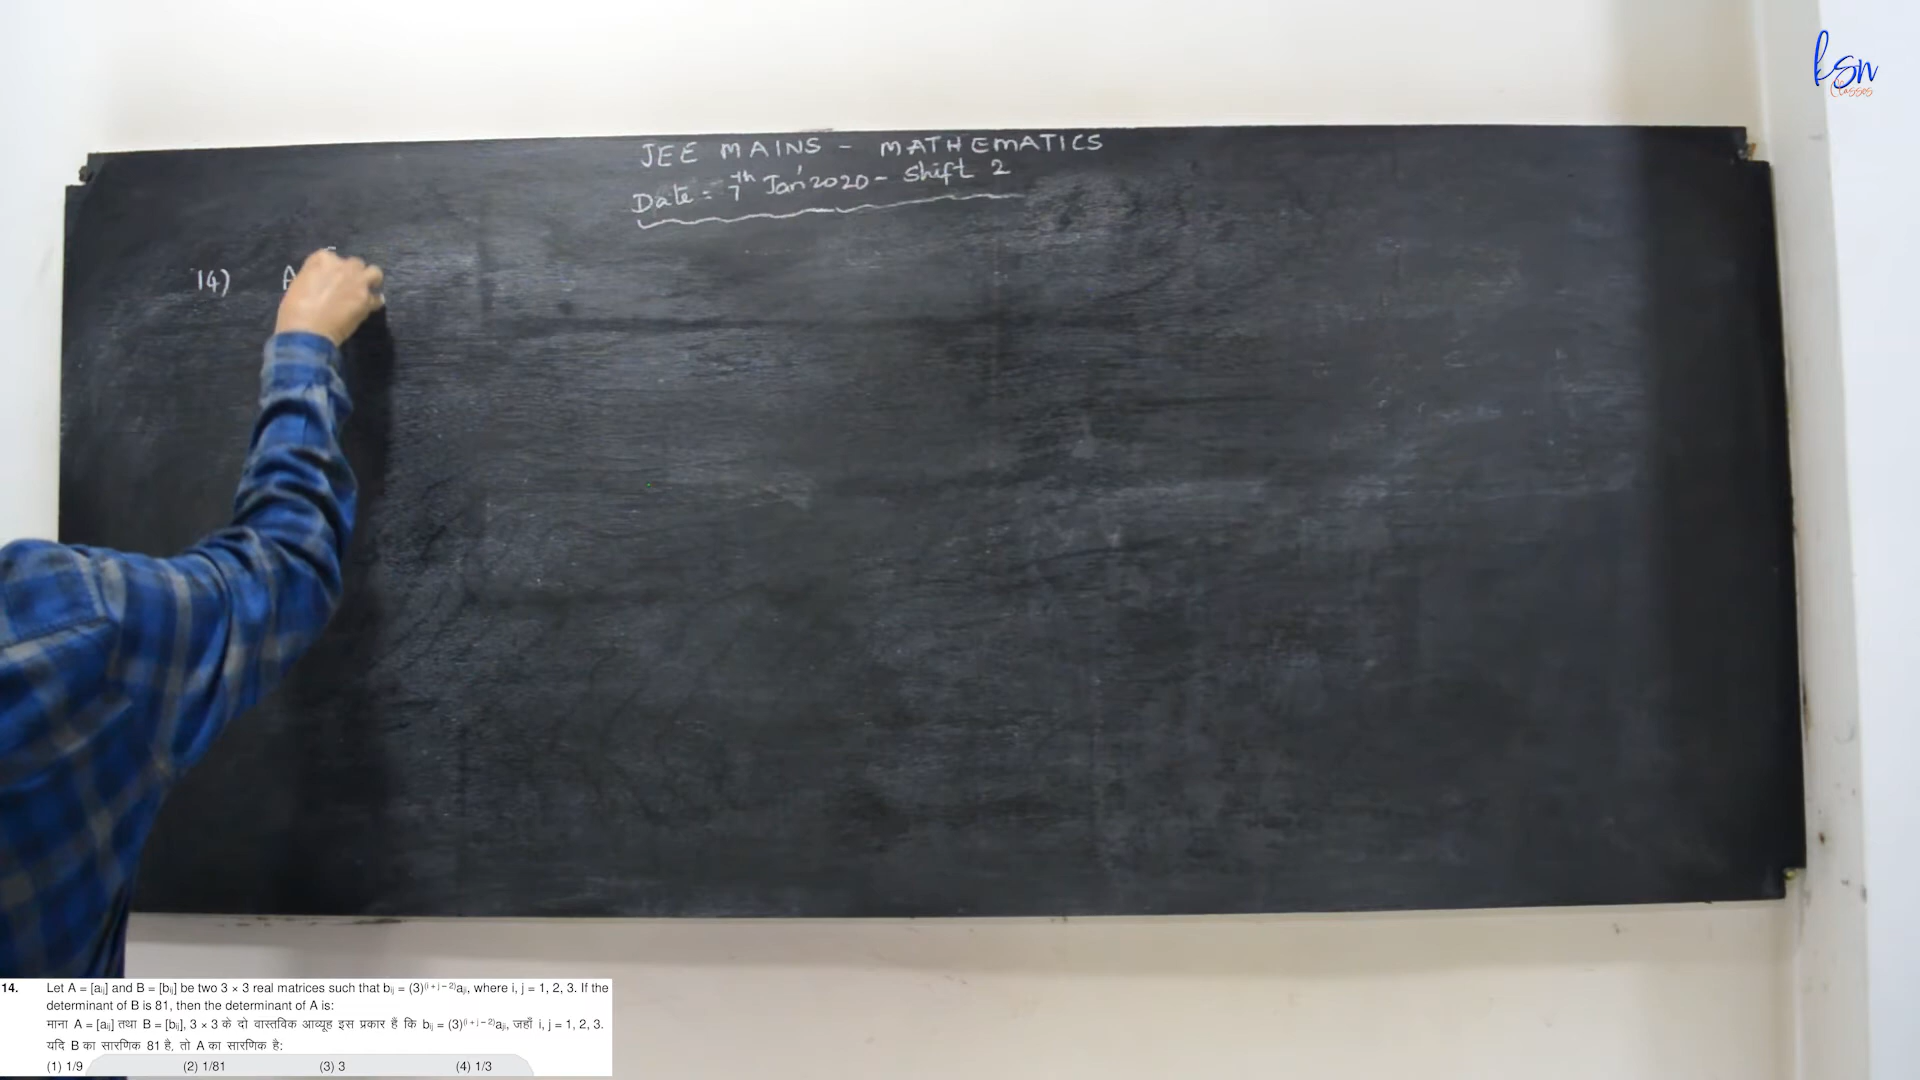 ksn
Classes
JEE MAINS - MATHEMATICS
Date: 7th Jan' 2020 - Shift 2
14) A
14. Let A = [aij] and B = [bij] be two 3 × 3 real matrices such that bij = (3)^(i + j – 2)aji, where i, j = 1, 2, 3. If the
determinant of B is 81, then the determinant of A is:
माना A = [aij] तथा B = [bij], 3 × 3 के दो वास्तविक आव्यूह इस प्रकार हैं कि bij = (3)^(i + j – 2)aji, जहाँ i, j = 1, 2, 3.
यदि B का सारणिक 81 है, तो A का सारणिक है:
(1) 1/9 (2) 1/81 (3) 3 (4) 1/3